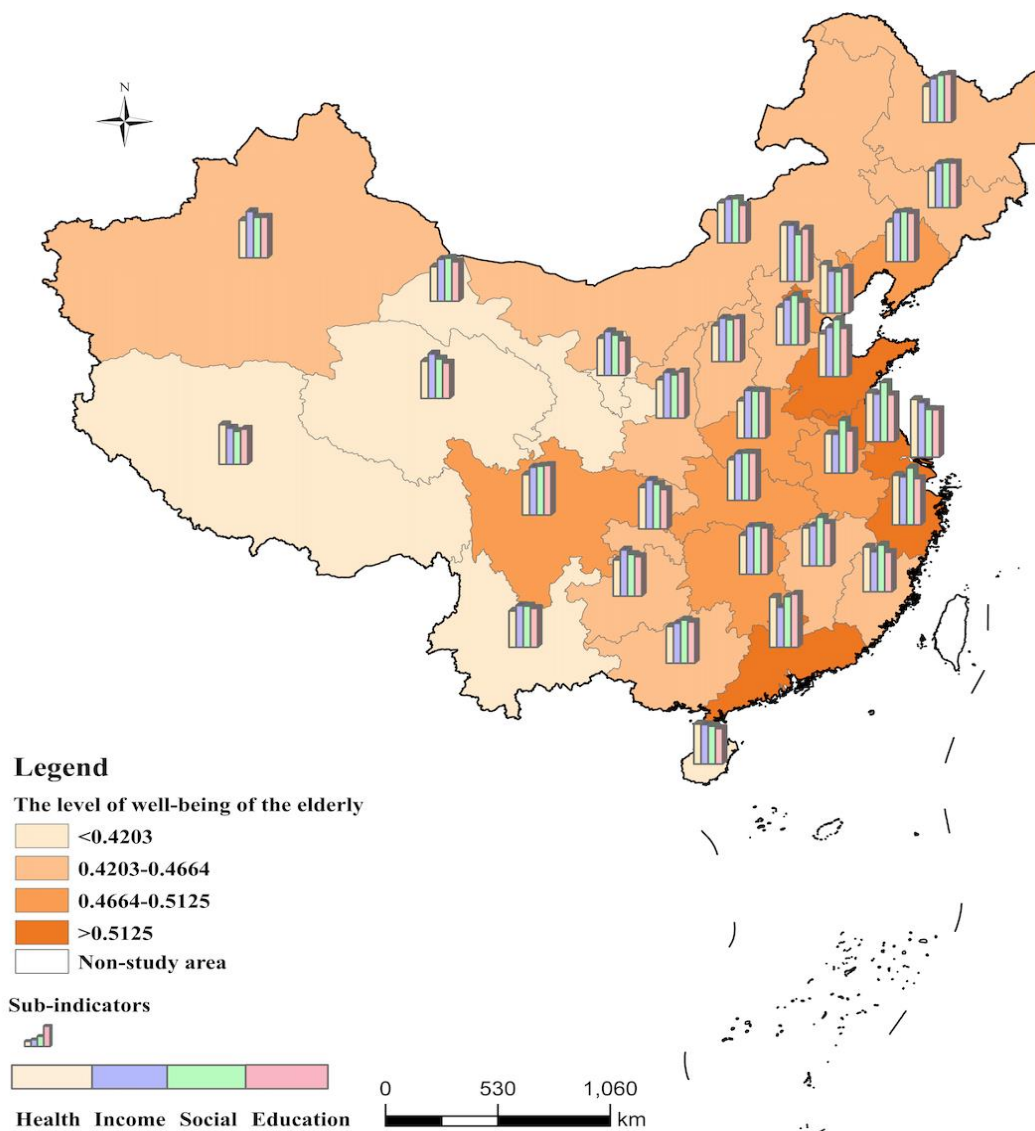 N
Legend
The level of well-being of the elderly
<0.4203
0.4203-0.4664
0.4664-0.5125
>0.5125
Non-study area
Sub-indicators
Health Income Social Education
0 530 1,060
km